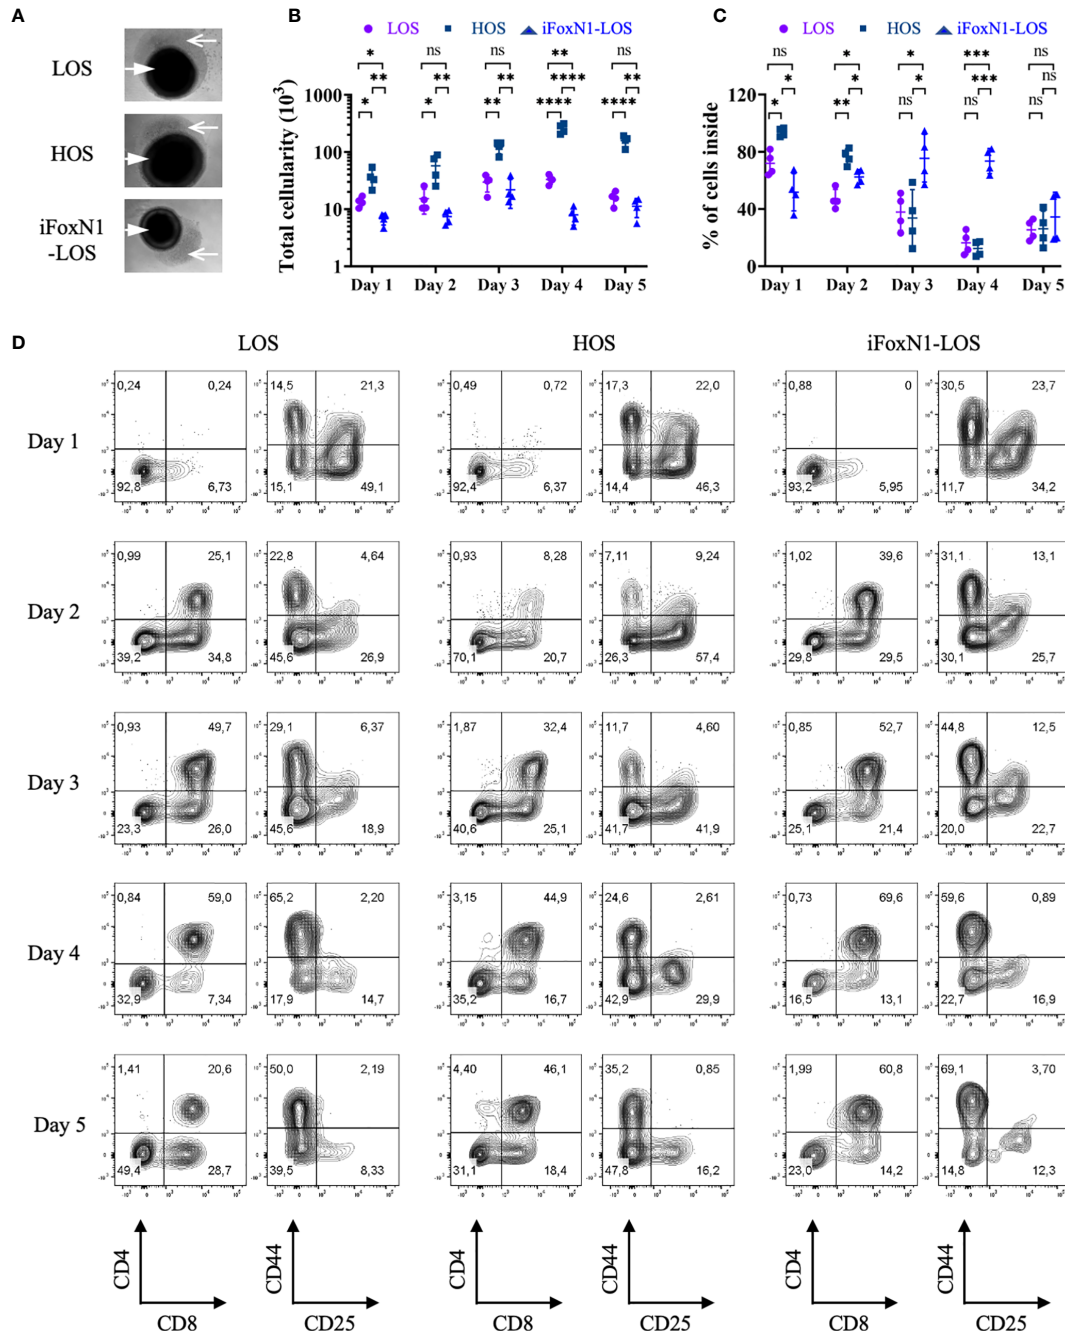 A
LOS
HOS
iFoxN1
-LOS
B
LOS HOS iFoxN1-LOS
* ns ns ** ns
** ** ** **** **
* * ** **** ****
Total cellularity (10³)
1000
100
10
1
Day 1 Day 2 Day 3 Day 4 Day 5
C
LOS HOS iFoxN1-LOS
ns * * *** ns
* * * *** ns
* ** ns ns ns
% of cells inside
120
80
40
0
Day 1 Day 2 Day 3 Day 4 Day 5
D
LOS HOS iFoxN1-LOS
Day 1
0,24 0,24 14,5 21,3 0,49 0,72 17,3 22,0 0,88 0 30,5 23,7
92,8 6,73 15,1 49,1 92,4 6,37 14,4 46,3 93,2 5,95 11,7 34,2
Day 2
0,99 25,1 22,8 4,64 0,93 8,28 7,11 9,24 1,02 39,6 31,1 13,1
39,2 34,8 45,6 26,9 70,1 20,7 26,3 57,4 29,8 29,5 30,1 25,7
Day 3
0,93 49,7 29,1 6,37 1,87 32,4 11,7 4,60 0,85 52,7 44,8 12,5
23,3 26,0 45,6 18,9 40,6 25,1 41,7 41,9 25,1 21,4 20,0 22,7
Day 4
0,84 59,0 65,2 2,20 3,15 44,9 24,6 2,61 0,73 69,6 59,6 0,89
32,9 7,34 17,9 14,7 35,2 16,7 42,9 29,9 16,5 13,1 22,7 16,9
Day 5
1,41 20,6 50,0 2,19 4,40 46,1 35,2 0,85 1,99 60,8 69,1 3,70
49,4 28,7 39,5 8,33 31,1 18,4 47,8 16,2 23,0 14,2 14,8 12,3
CD4 CD44 CD4 CD44 CD4 CD44
CD8 CD25 CD8 CD25 CD8 CD25